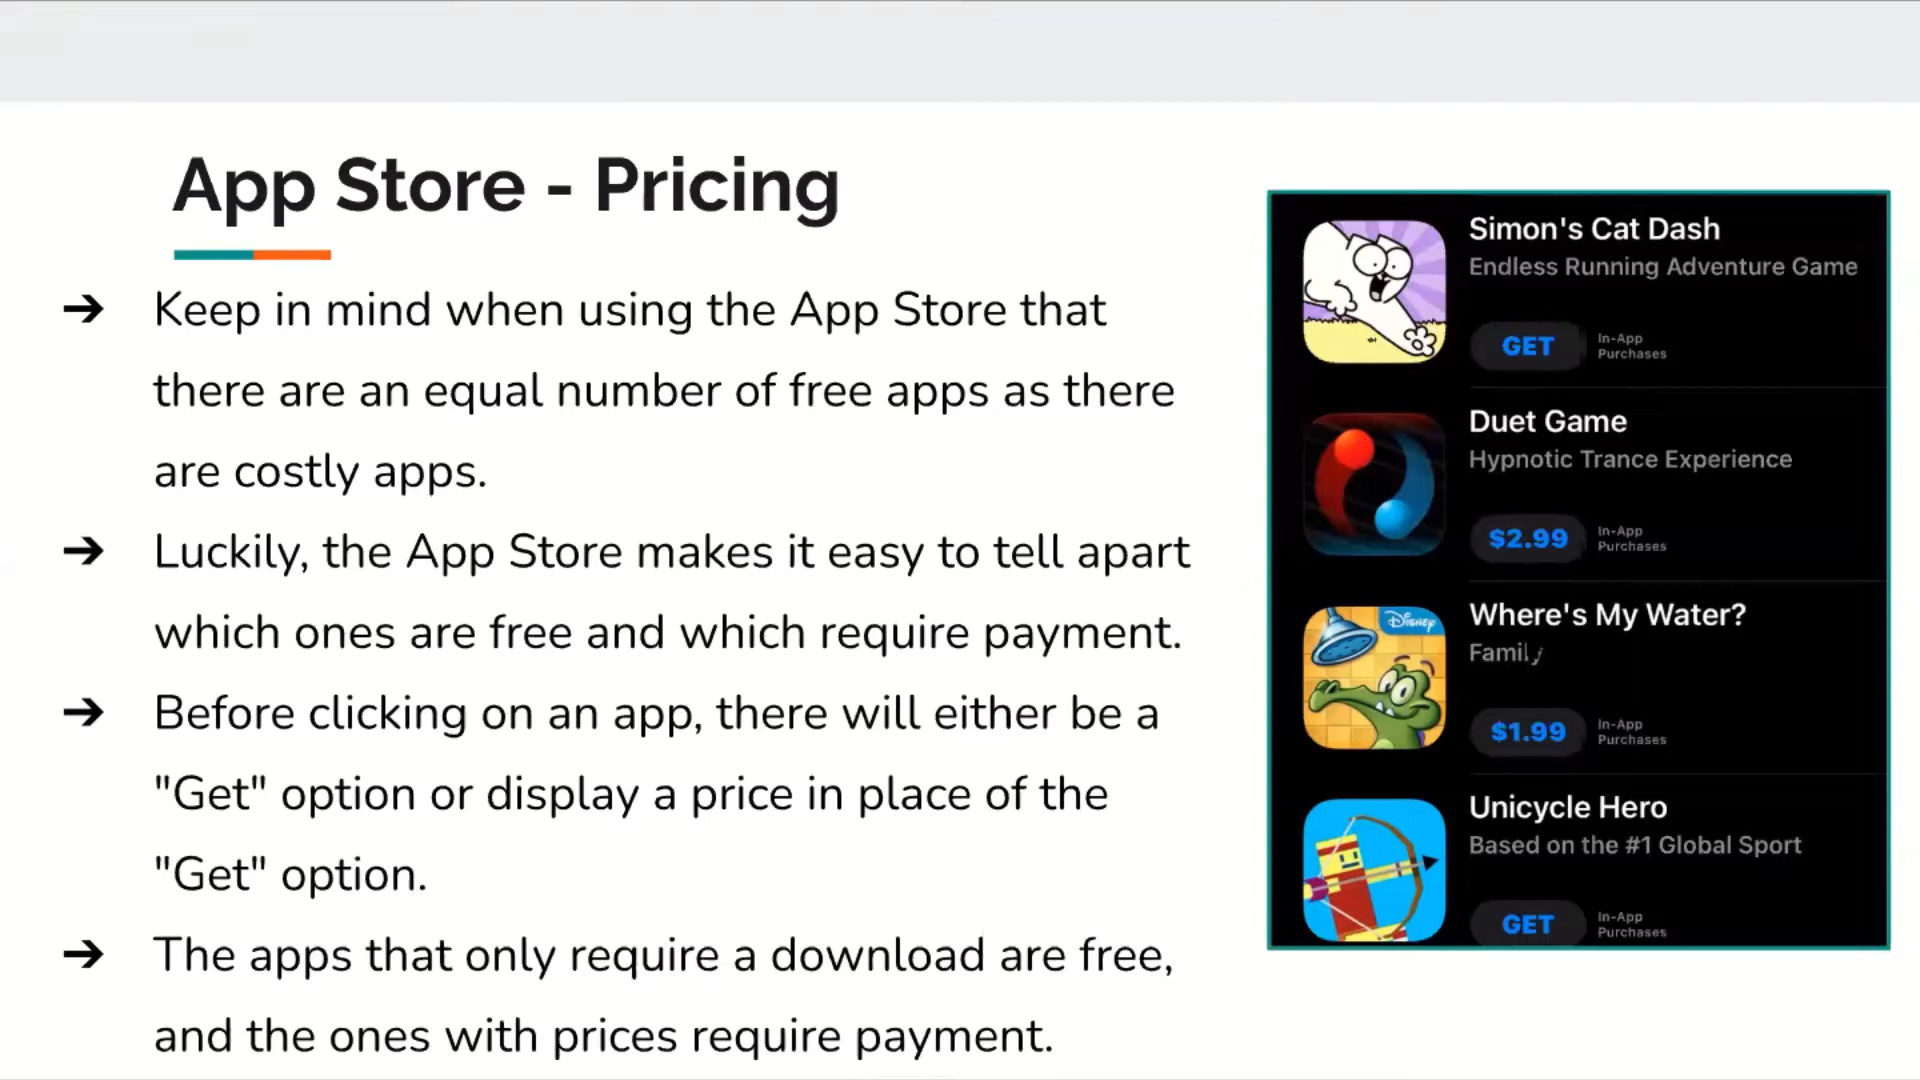 App Store - Pricing
➔ Keep in mind when using the App Store that
there are an equal number of free apps as there
are costly apps.
➔ Luckily, the App Store makes it easy to tell apart
which ones are free and which require payment.
➔ Before clicking on an app, there will either be a
"Get" option or display a price in place of the
"Get" option.
➔ The apps that only require a download are free,
and the ones with prices require payment.
Simon's Cat Dash
Endless Running Adventure Game
GET
In-App
Purchases
Duet Game
Hypnotic Trance Experience
$2.99
In-App
Purchases
DISNEY
Where's My Water?
$1.99
In-App
Purchases
Unicycle Hero
Based on the #1 Global Sport
GET
In-App
Purchases